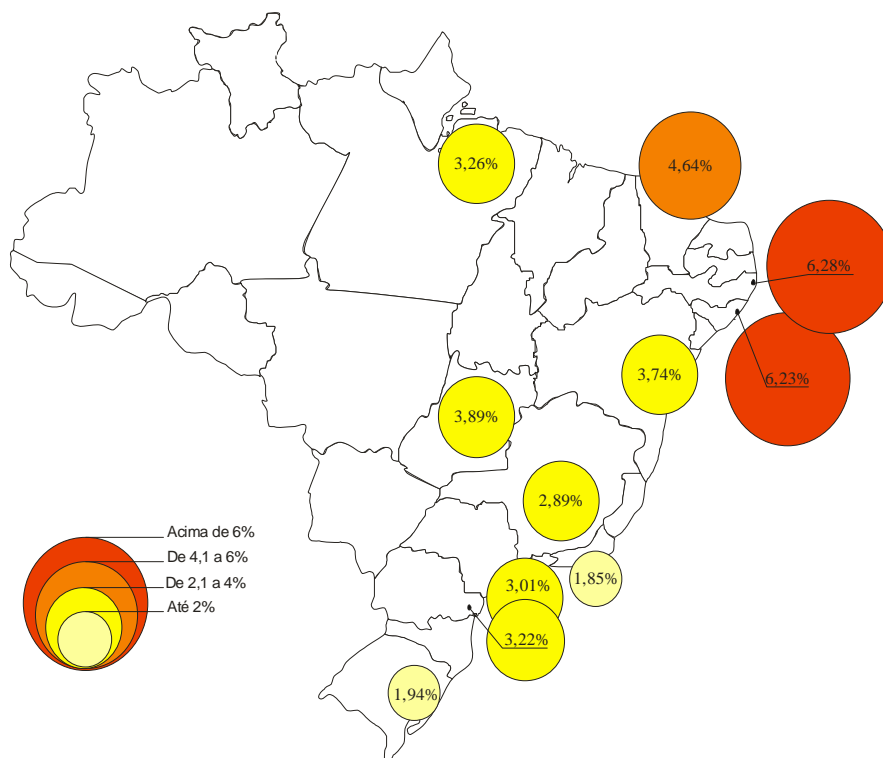 3,26%
4,64%
6,28%
3,74%
6,23%
3,89%
2,89%
Acima de 6%
De 4,1 a 6%
De 2,1 a 4%
Até 2%
3,01%
1,85%
3,22%
1,94%